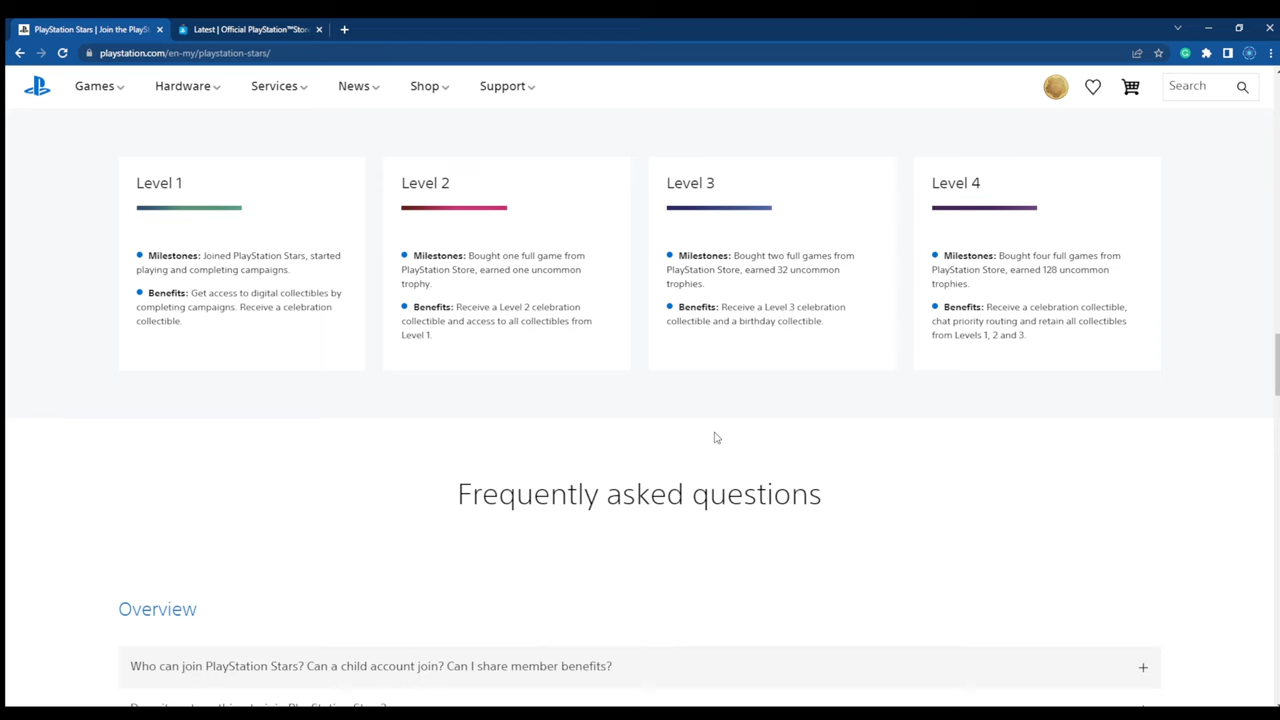 PlayStation Stars | Join the PlaySt
Latest | Official PlayStation™Store
playstation.com/en-my/playstation-stars/
Games
Hardware
Services
News
Shop
Support
Search
Level 1
Milestones: Joined PlayStation Stars, started
playing and completing campaigns.
Benefits: Get access to digital collectibles by
completing campaigns. Receive a celebration
collectible.
Level 2
Milestones: Bought one full game from
PlayStation Store, earned one uncommon
trophy.
Benefits: Receive a Level 2 celebration
collectible and access to all collectibles from
Level 1.
Level 3
Milestones: Bought two full games from
PlayStation Store, earned 32 uncommon
trophies.
Benefits: Receive a Level 3 celebration
collectible and a birthday collectible.
Level 4
Milestones: Bought four full games from
PlayStation Store, earned 128 uncommon
trophies.
Benefits: Receive a celebration collectible,
chat priority routing and retain all collectibles
from Levels 1, 2 and 3.
Frequently asked questions
Overview
Who can join PlayStation Stars? Can a child account join? Can I share member benefits?